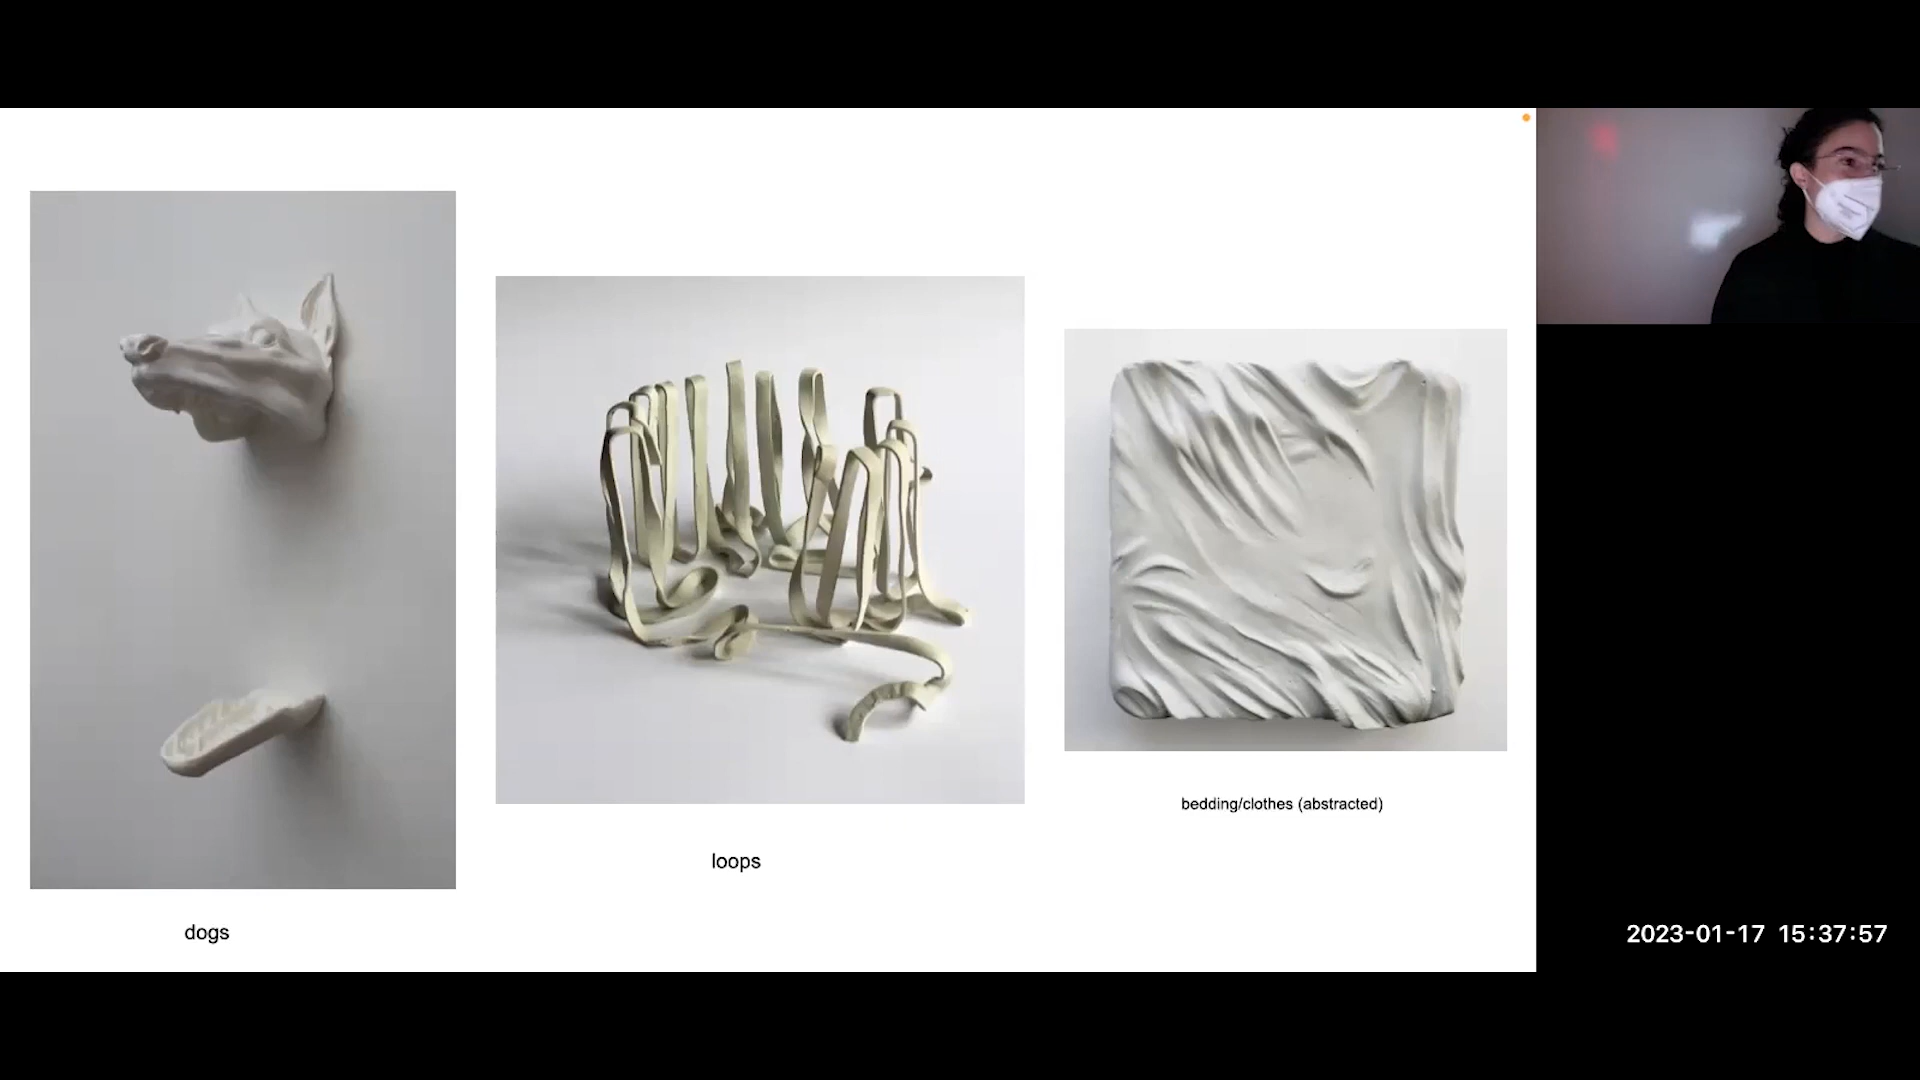 dogs
loops
bedding/clothes (abstracted)
2023-01-17 15:37:57